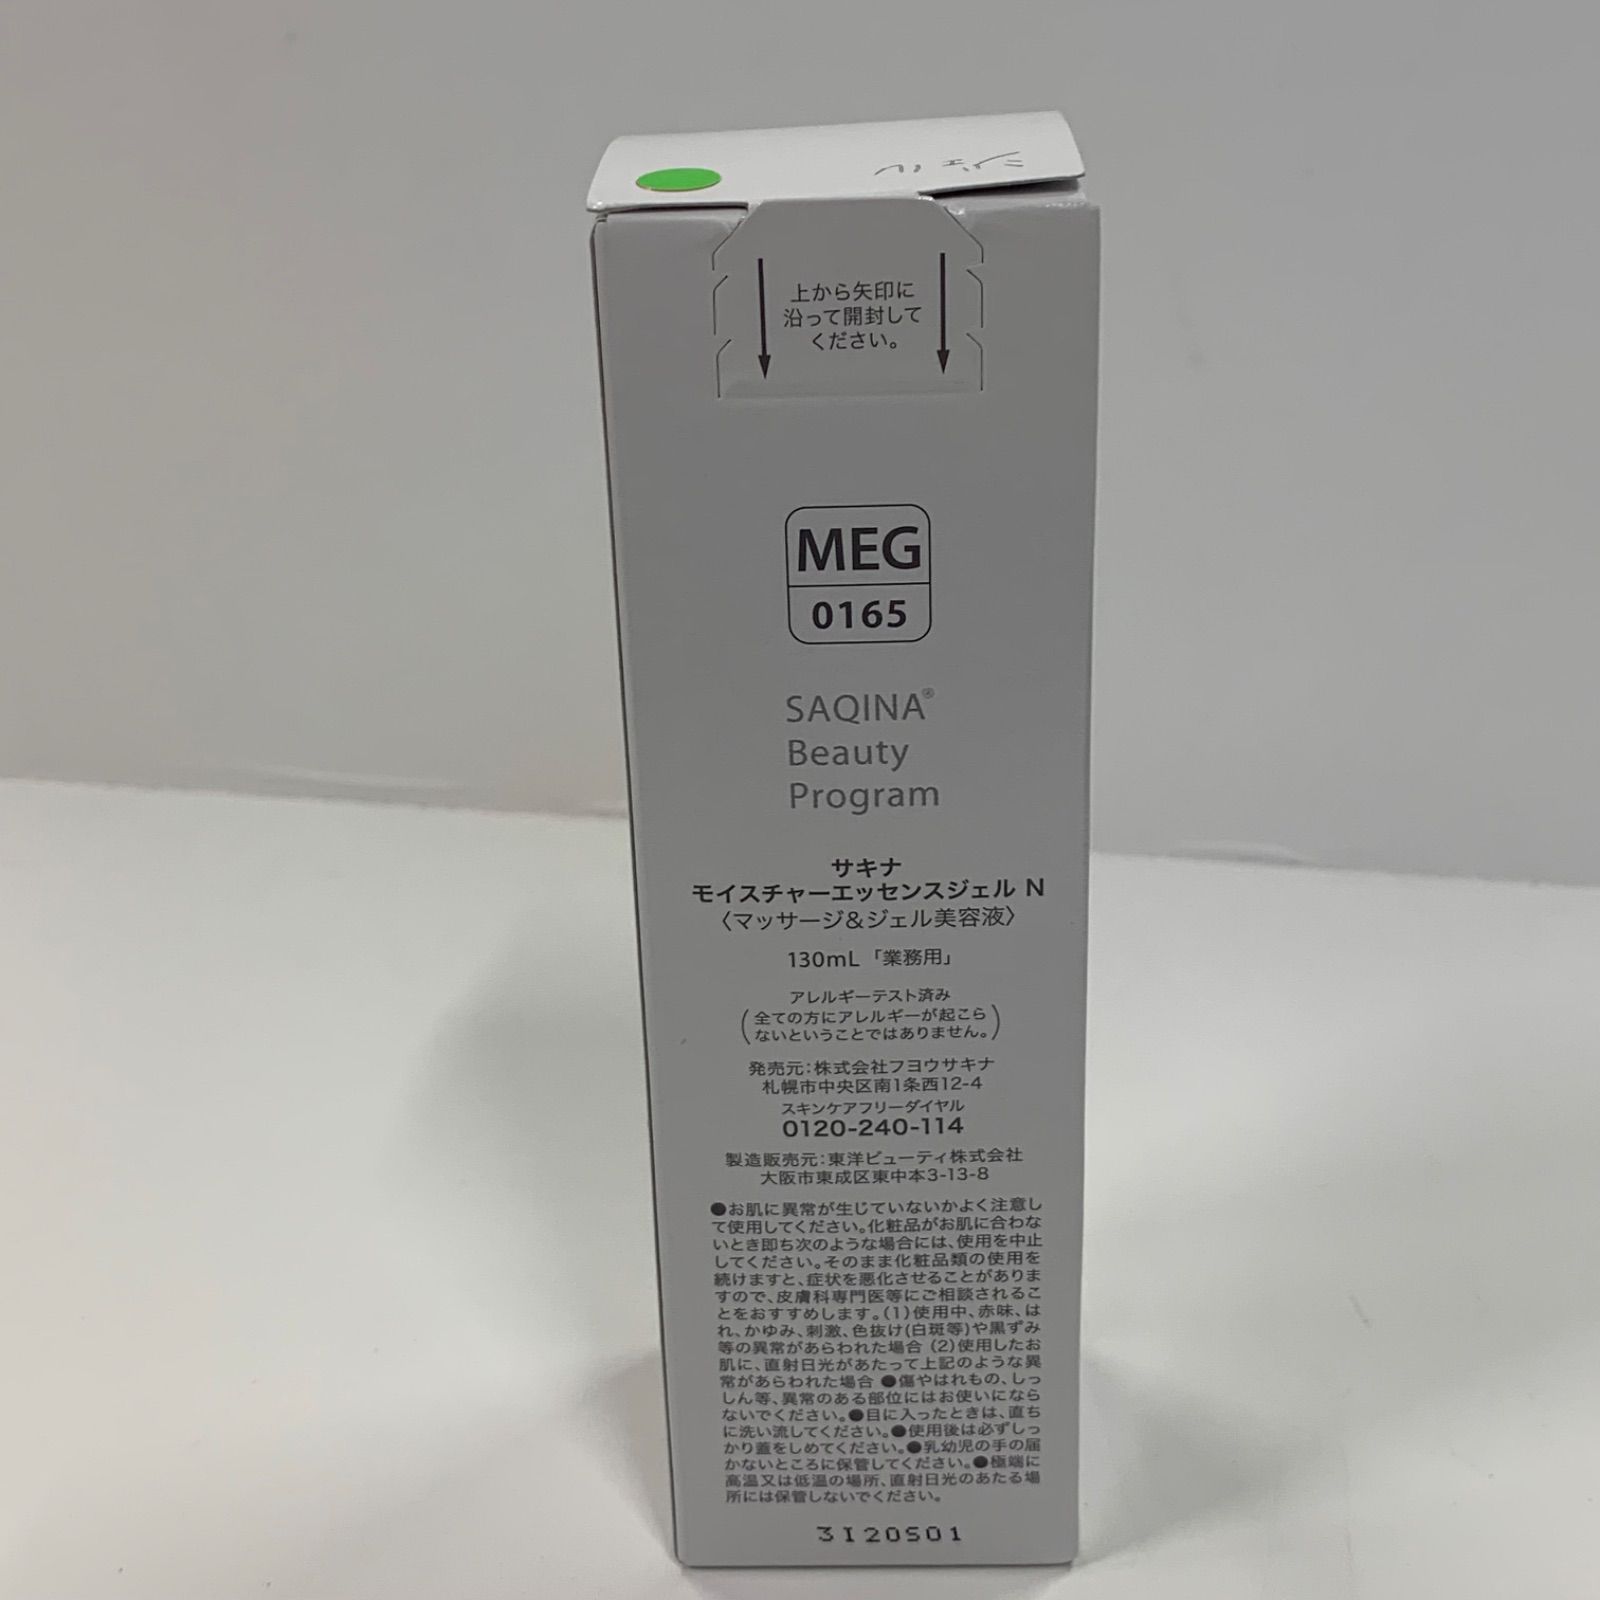 ジェル
上から矢印に
沿って開封して
ください。
MEG
0165
SAQINA®
Beauty
Program
サキナ
モイスチャーエッセンスジェル N
〈マッサージ&ジェル美容液〉
130mL「業務用」
アレルギーテスト済み
(全ての方にアレルギーが起こら
ないということではありません。)
発売元:株式会社フヨウサキナ
札幌市中央区南1条西12-4
スキンケアフリーダイヤル
0120-240-114
製造販売元:東洋ビューティ株式会社
大阪市東成区東中本3-13-8
●お肌に異常が生じていないかよく注意し
て使用してください。化粧品がお肌に合わな
いとき即ち次のような場合には、使用を中止
してください。そのまま化粧品類の使用を
続けますと、症状を悪化させることがありま
すので、皮膚科専門医等にご相談されるこ
とをおすすめします。(1)使用中、赤味、は
れ、かゆみ、刺激、色抜け(白斑等)や黒ずみ
等の異常があらわれた場合 (2)使用したお
肌に、直射日光があたって上記のような異
常があらわれた場合 ●傷やはれもの、しっ
しん等、異常のある部位にはお使いになら
ないでください。●目に入ったときは、直ち
に洗い流してください。●使用後は必ずしっ
かり蓋をしめてください。●乳幼児の手の届
かないところに保管してください。●極端に
高温又は低温の場所、直射日光のあたる場
所には保管しないでください。
3I20S01